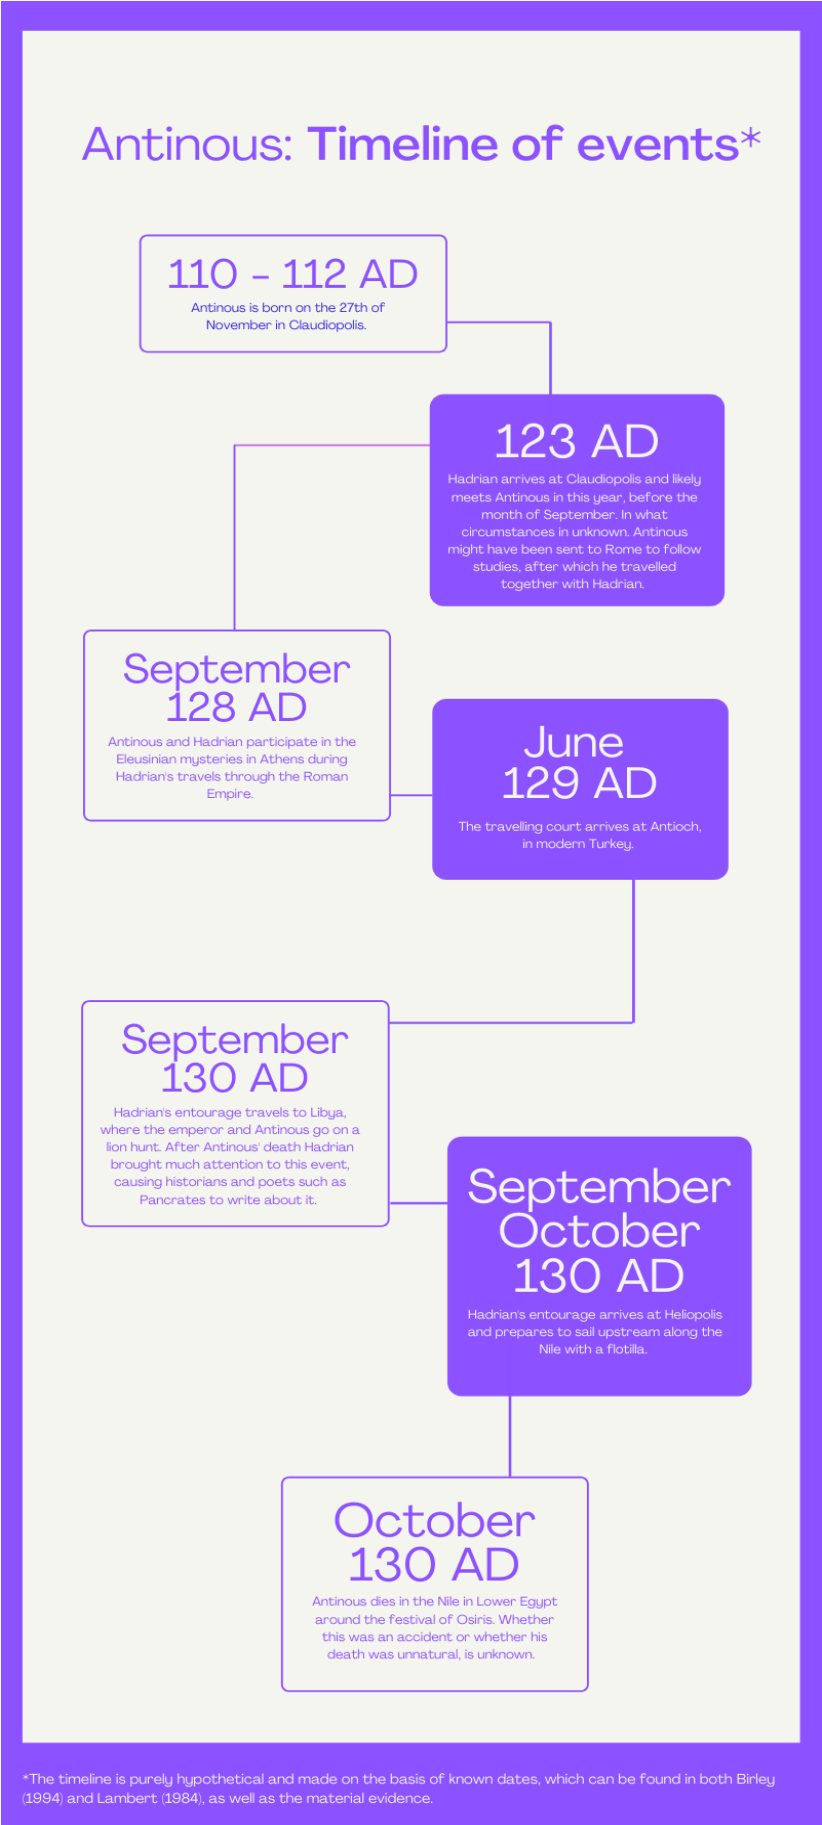 Antinous: Timeline of events*
110 – 112 AD
Antinous is born on the 27th of
November in Claudiopolis.
123 AD
Hadrian arrives at Claudiopolis and likely
meets Antinous in this year, before the
month of September. In what
circumstances in unknown. Antinous
might have been sent to Rome to follow
studies, after which he travelled
together with Hadrian.
September
128 AD
Antinous and Hadrian participate in the
Eleusinian mysteries in Athens during
Hadrian's travels through the Roman
Empire.
June
129 AD
The travelling court arrives at Antioch,
in modern Turkey.
September
130 AD
Hadrian's entourage travels to Libya,
where the emperor and Antinous go on a
lion hunt. After Antinous' death Hadrian
brought much attention to this event,
causing historians and poets such as
Pancrates to write about it.
September
October
130 AD
Hadrian's entourage arrives at Heliopolis
and prepares to sail upstream along the
Nile with a flotilla.
October
130 AD
Antinous dies in the Nile in Lower Egypt
around the festival of Osiris. Whether
this was an accident or whether his
death was unnatural, is unknown.
*The timeline is purely hypothetical and made on the basis of known dates, which can be found in both Birley
(1994) and Lambert (1984), as well as the material evidence.